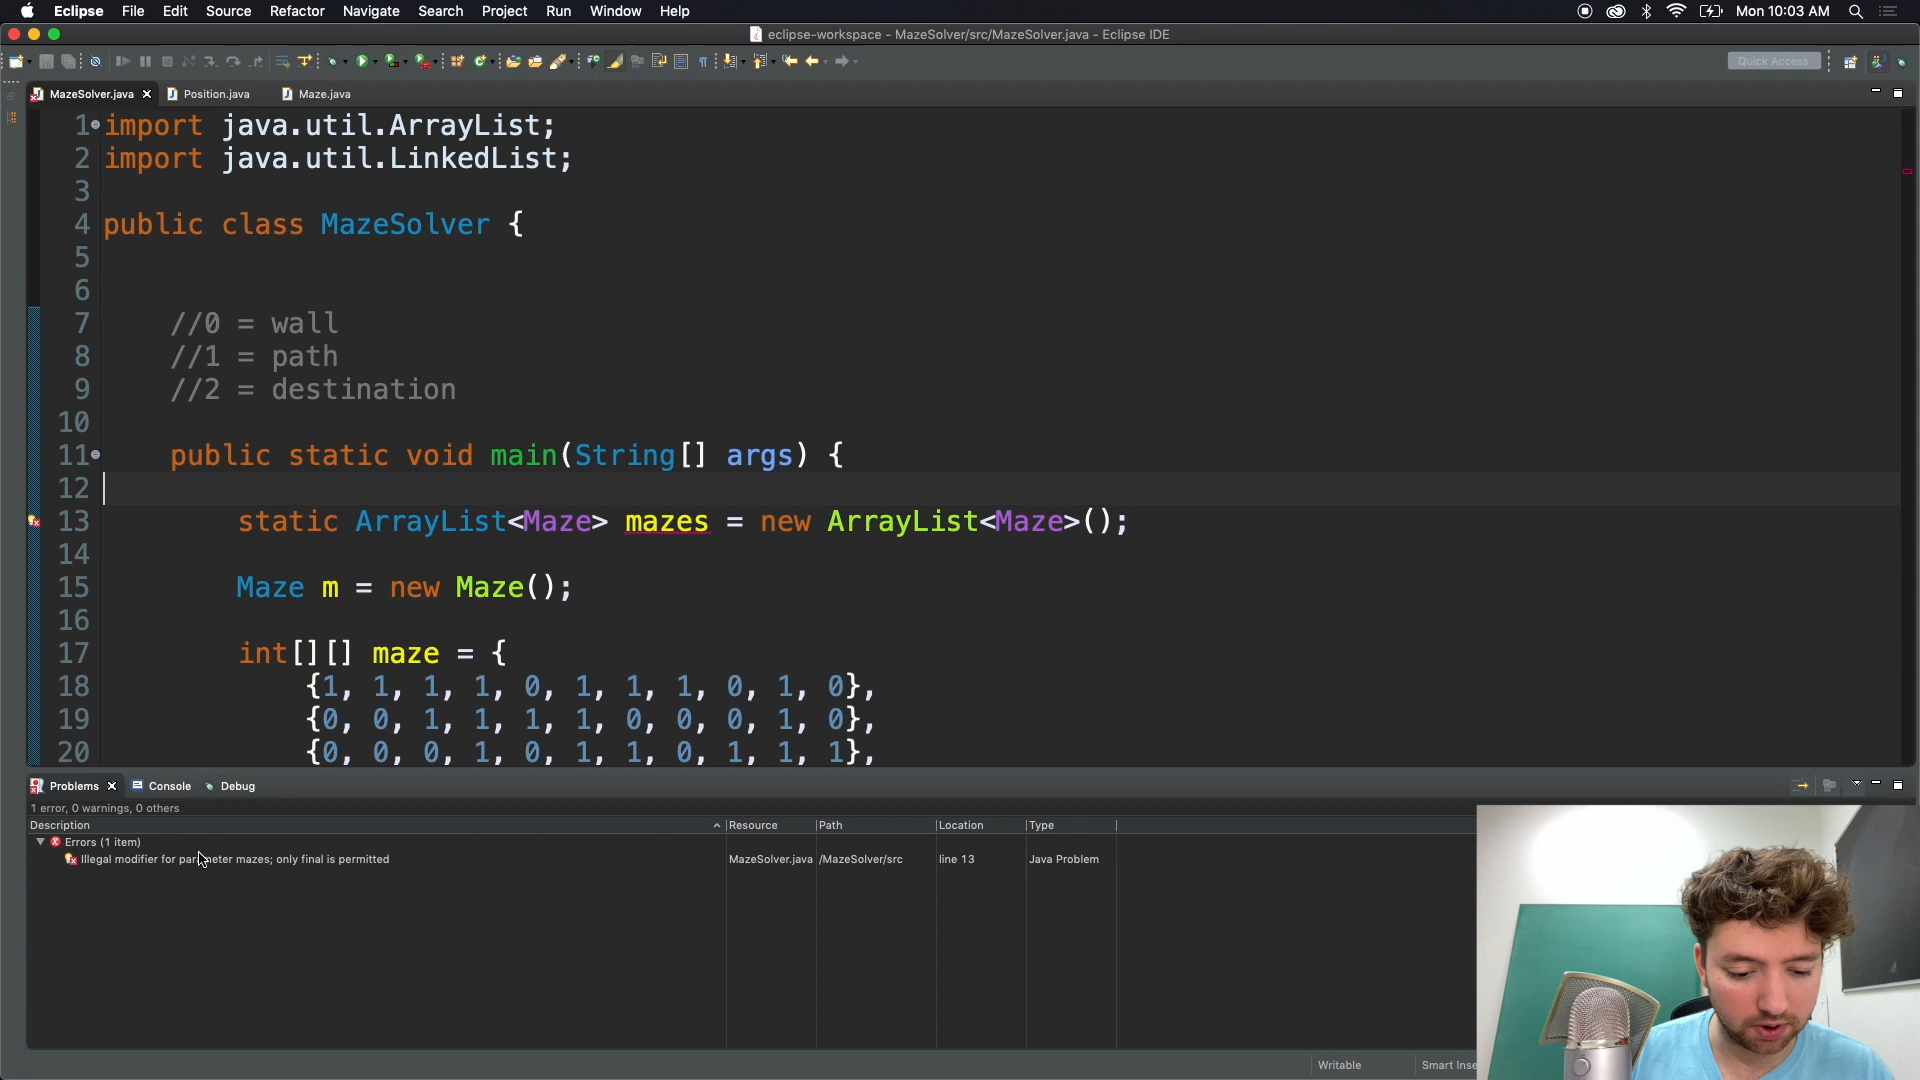 Eclipse File Edit Source Refactor Navigate Search Project Run Window Help Mon 10:03 AM
eclipse-workspace - MazeSolver/src/MazeSolver.java - Eclipse IDE
Quick Access
MazeSolver.java Position.java Maze.java
1 import java.util.ArrayList;
2 import java.util.LinkedList;
3
4 public class MazeSolver {
5
6
7 //0 = wall
8 //1 = path
9 //2 = destination
10
11 public static void main(String[] args) {
12
13 static ArrayList<Maze> mazes = new ArrayList<Maze>();
14
15 Maze m = new Maze();
16
17 int[][] maze = {
18 {1, 1, 1, 1, 0, 1, 1, 1, 0, 1, 0},
19 {0, 0, 1, 1, 1, 1, 0, 0, 0, 1, 0},
20 {0, 0, 0, 1, 0, 1, 1, 0, 1, 1, 1},
Problems Console Debug
1 error, 0 warnings, 0 others
Description Resource Path Location Type
Errors (1 item)
Illegal modifier for parameter mazes; only final is permitted MazeSolver.java /MazeSolver/src line 13 Java Problem
Writable Smart Inse